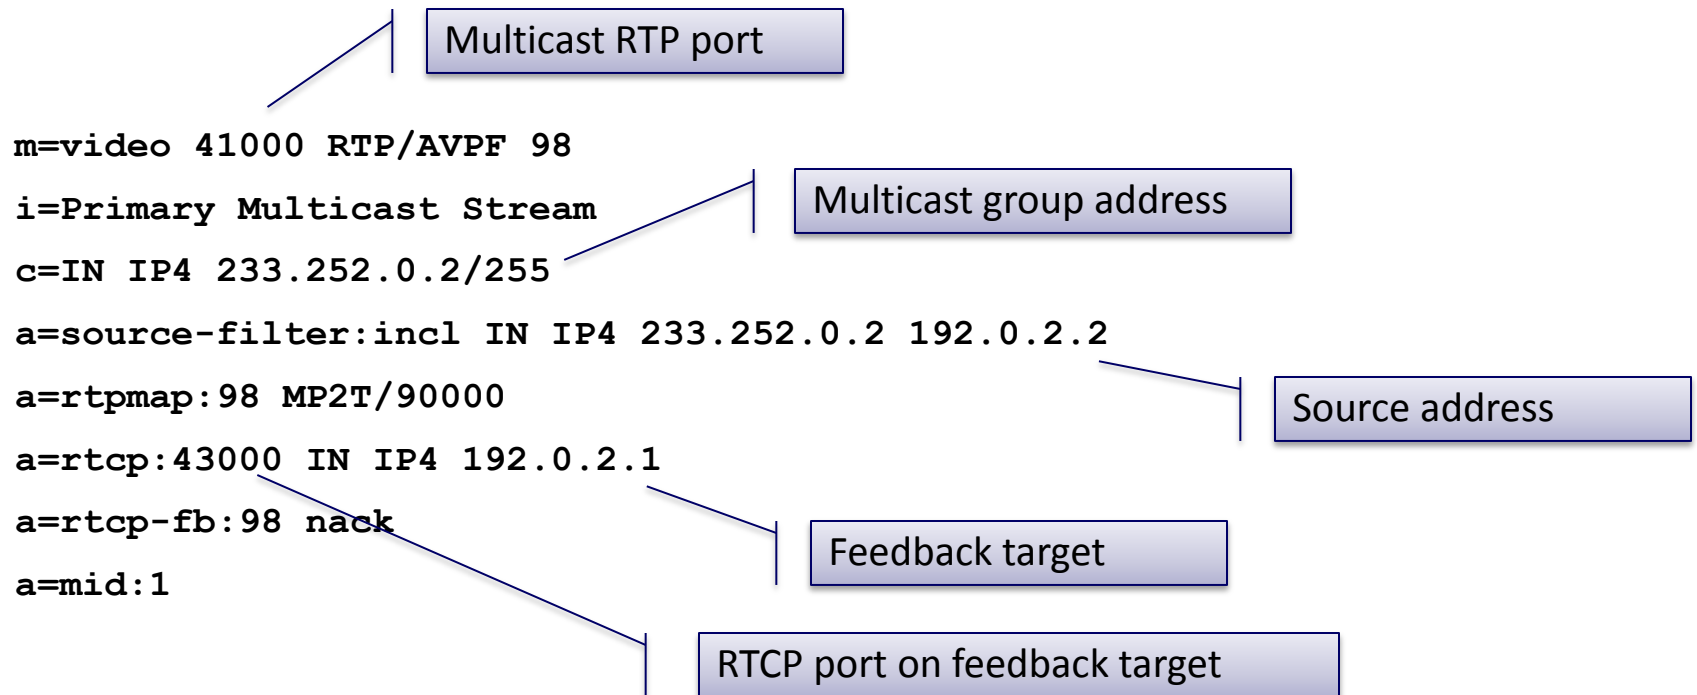 Multicast RTP port
m=video 41000 RTP/AVPF 98
i=Primary Multicast Stream
Multicast group address
c=IN IP4 233.252.0.2/255
a=source-filter:incl IN IP4 233.252.0.2 192.0.2.2
a=rtpmap:98 MP2T/90000
Source address
a=rtcp:43000 IN IP4 192.0.2.1
a=rtcp-fb:98 nack
Feedback target
a=mid:1
RTCP port on feedback target